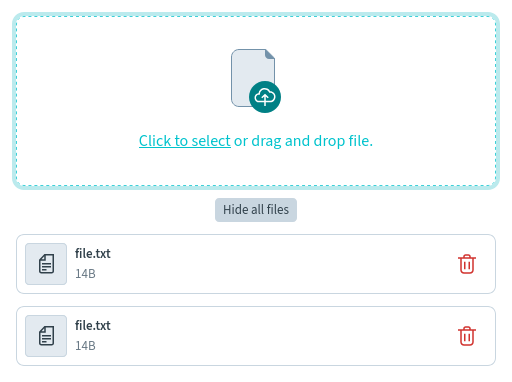 Click to select or drag and drop file.
Hide all files
file.txt
14B
file.txt
14B